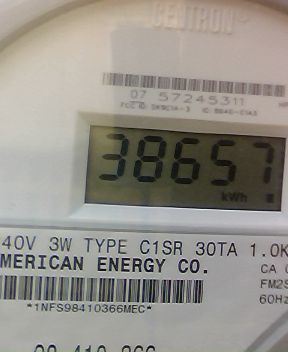 CENTRON
07 57245311
38657
kWh
40V 3W TYPE C1SR 30TA 1.0K
MERICAN ENERGY CO.
CA
FM2S
60Hz
*1NFS98410366MEC*